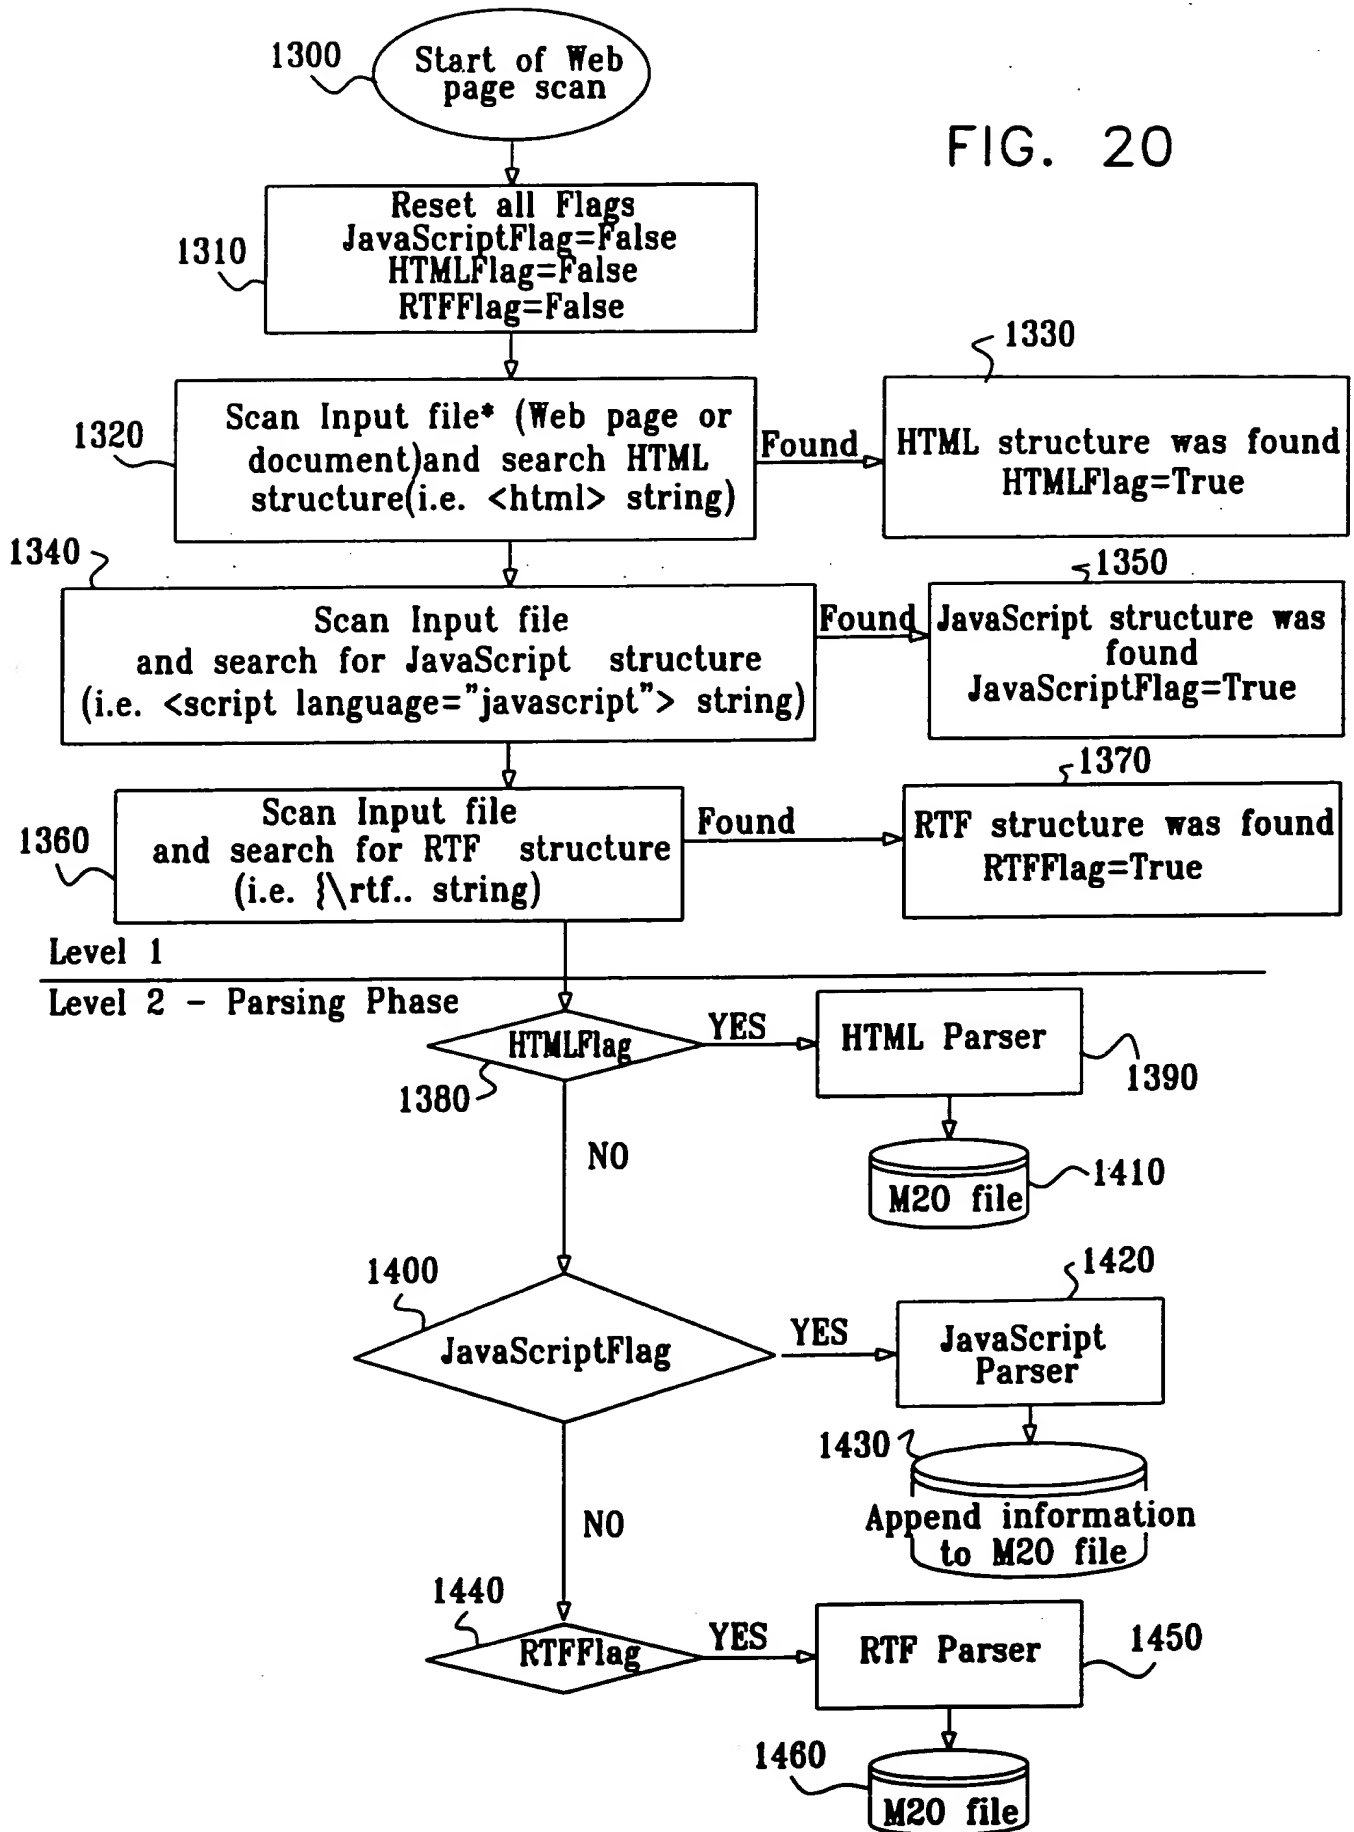 FIG. 20
1300
Start of Web
page scan
1310
Reset all Flags
JavaScriptFlag=False
HTMLFlag=False
RTFFlag=False
1320
Scan Input file* (Web page or
document)and search HTML
structure(i.e. <html> string)
Found
1330
HTML structure was found
HTMLFlag=True
1340
Scan Input file
and search for JavaScript structure
(i.e. <script language="javascript"> string)
Found
1350
JavaScript structure was
found
JavaScriptFlag=True
1360
Scan Input file
and search for RTF structure
(i.e. {\rtf.. string)
Found
1370
RTF structure was found
RTFFlag=True
Level 1
Level 2 - Parsing Phase
HTMLFlag
1380
YES
HTML Parser
1390
NO
M20 file
1410
1400
JavaScriptFlag
YES
1420
JavaScript
Parser
1430
Append information
to M20 file
NO
1440
RTFFlag
YES
RTF Parser
1450
1460
M20 file